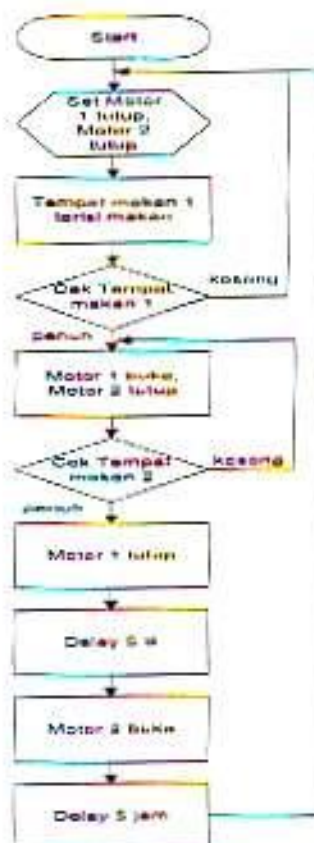 Start
Set Motor
1 tutup,
Motor 2
tutup
Tempat makan 1
terisi makan
Cek Tempat
makan 1
kosong
penuh
Motor 1 buka,
Motor 2 tutup
Cek Tempat
makan 2
kosong
penuh
Motor 1 tutup
Delay 5
Motor 2 buka
Delay 5 jam